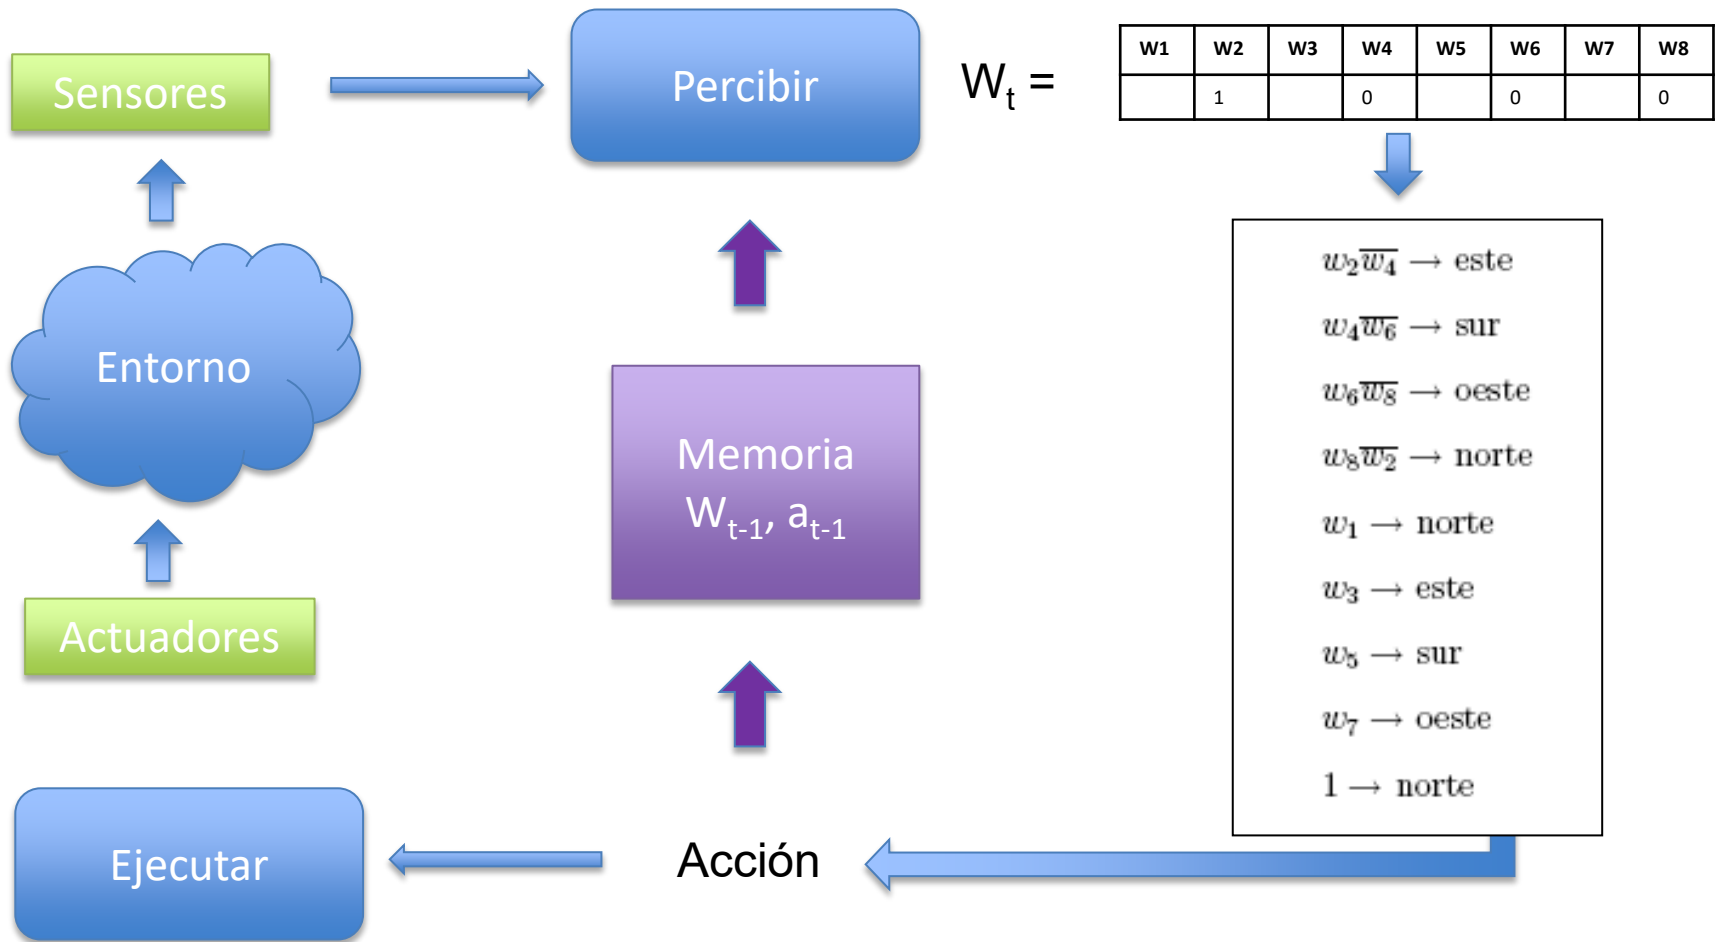 Sensores
Percibir
Wt =
W1 W2 W3 W4 W5 W6 W7 W8
1 0 0 0
Entorno
Memoria
Wt-1, at-1
Actuadores
w₂w̅₄ → este
w₄w̅₆ → sur
w₆w̅₈ → oeste
w₈w̅₂ → norte
w₁ → norte
w₃ → este
w₅ → sur
w₇ → oeste
1 → norte
Ejecutar
Acción